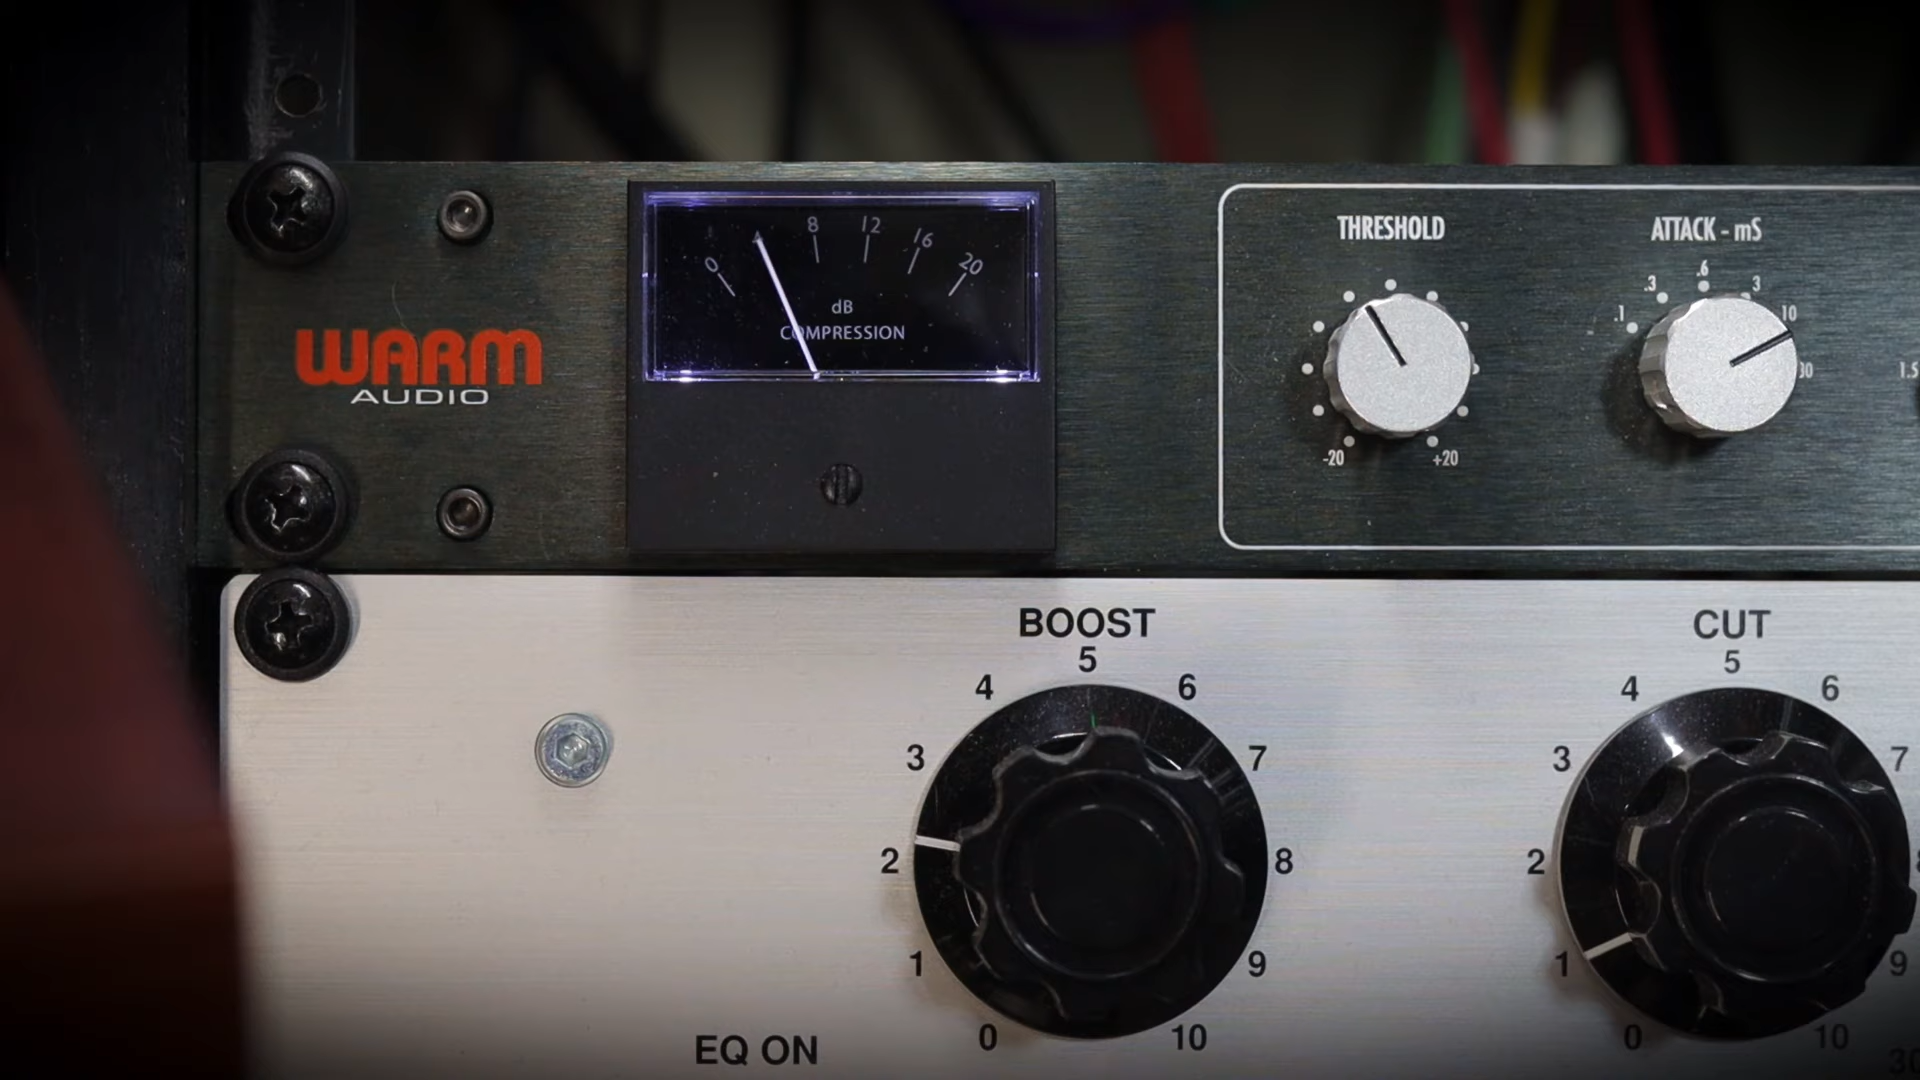 WARM
AUDIO
0 4 8 12 16 20
dB
COMPRESSION
THRESHOLD
-20 +20
ATTACK - mS
.1 .3 .6 3 10 30
1.5
BOOST
0 1 2 3 4 5 6 7 8 9 10
CUT
0 1 2 3 4 5 6 7 8 9 10
EQ ON